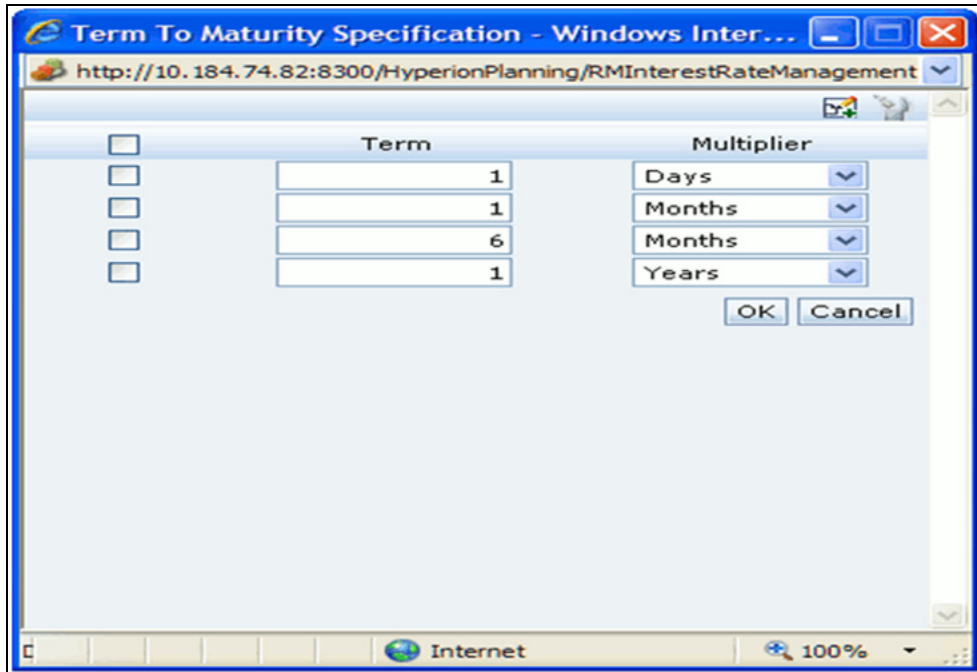 Term To Maturity Specification - Windows Inter...
http://10.184.74.82:8300/HyperionPlanning/RMInterestRateManagement
Term Multiplier
1 Days
1 Months
6 Months
1 Years
OK Cancel
Internet 100%